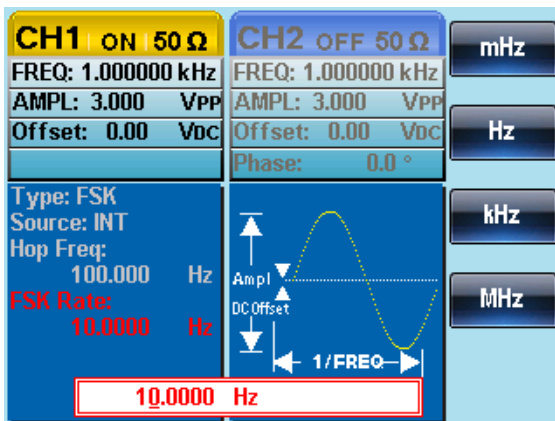 CH1 ON 50 Ω
FREQ: 1.000000 kHz
AMPL: 3.000 VPP
Offset: 0.00 VDC
CH2 OFF 50 Ω
FREQ: 1.000000 kHz
AMPL: 3.000 VPP
Offset: 0.00 VDC
Phase: 0.0 °
Type: FSK
Source: INT
Hop Freq:
100.000 Hz
FSK Rate:
10.0000 Hz
Ampl
DC Offset
1/FREQ
10.0000 Hz
mHz
Hz
kHz
MHz